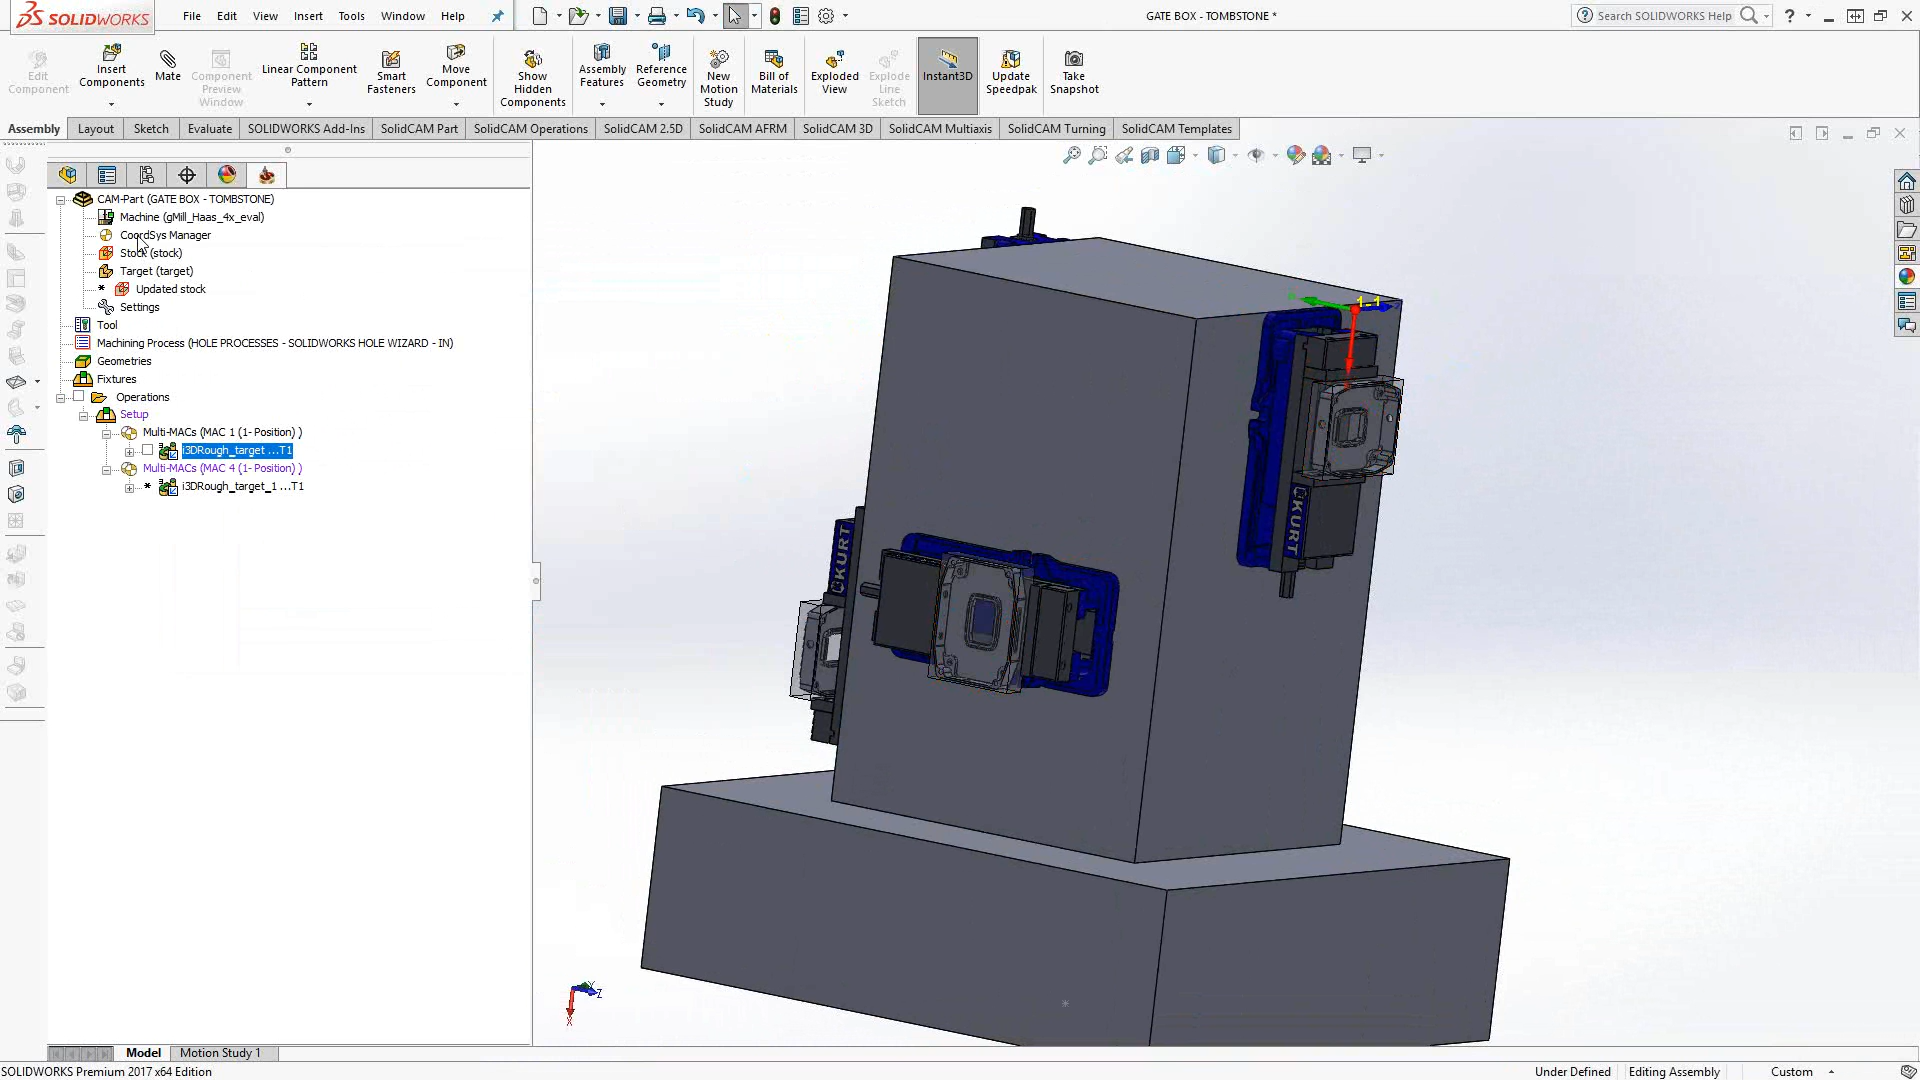 SOLIDWORKS
File Edit View Insert Tools Window Help
GATE BOX - TOMBSTONE *
Search SOLIDWORKS Help
Edit Component
Insert Components
Mate
Component Preview Window
Linear Component Pattern
Smart Fasteners
Move Component
Show Hidden Components
Assembly Features
Reference Geometry
New Motion Study
Bill of Materials
Exploded View
Explode Line Sketch
Instant3D
Update Speedpak
Take Snapshot
Assembly Layout Sketch Evaluate SOLIDWORKS Add-Ins SolidCAM Part SolidCAM Operations SolidCAM 2.5D SolidCAM AFRM SolidCAM 3D SolidCAM Multiaxis SolidCAM Turning SolidCAM Templates
CAM-Part (GATE BOX - TOMBSTONE)
Machine (gMill_Haas_4x_eval)
CoordSys Manager
Stock (stock)
Target (target)
* Updated stock
Settings
Tool
Machining Process (HOLE PROCESSES - SOLIDWORKS HOLE WIZARD - IN)
Geometries
Fixtures
Operations
Setup
Multi-MACs (MAC 1 (1- Position) )
i3DRough_target ...T1
Multi-MACs (MAC 4 (1- Position) )
* i3DRough_target_1 ...T1
1-1
KURT
KURT
Y
Z
X
Model Motion Study 1
SOLIDWORKS Premium 2017 x64 Edition
Under Defined Editing Assembly Custom